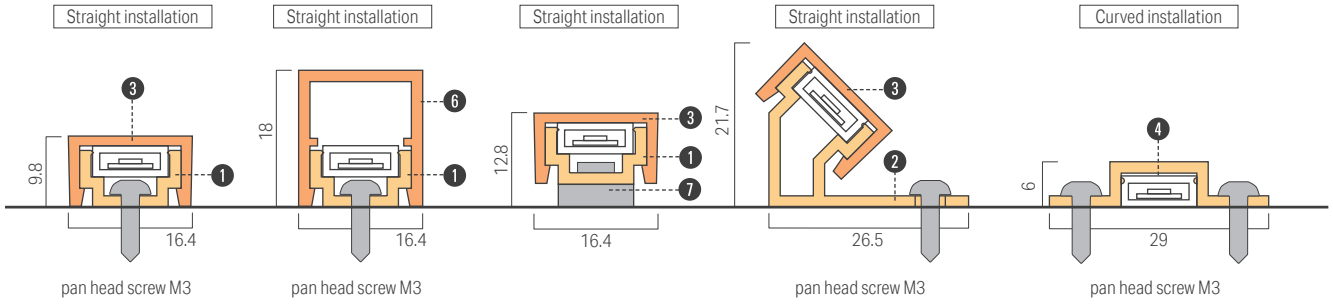 Straight installation
Straight installation
Straight installation
Straight installation
Curved installation
3
1
9.8
16.4
pan head screw M3
6
1
18
16.4
pan head screw M3
3
1
7
12.8
16.4
3
2
21.7
26.5
pan head screw M3
4
6
29
pan head screw M3